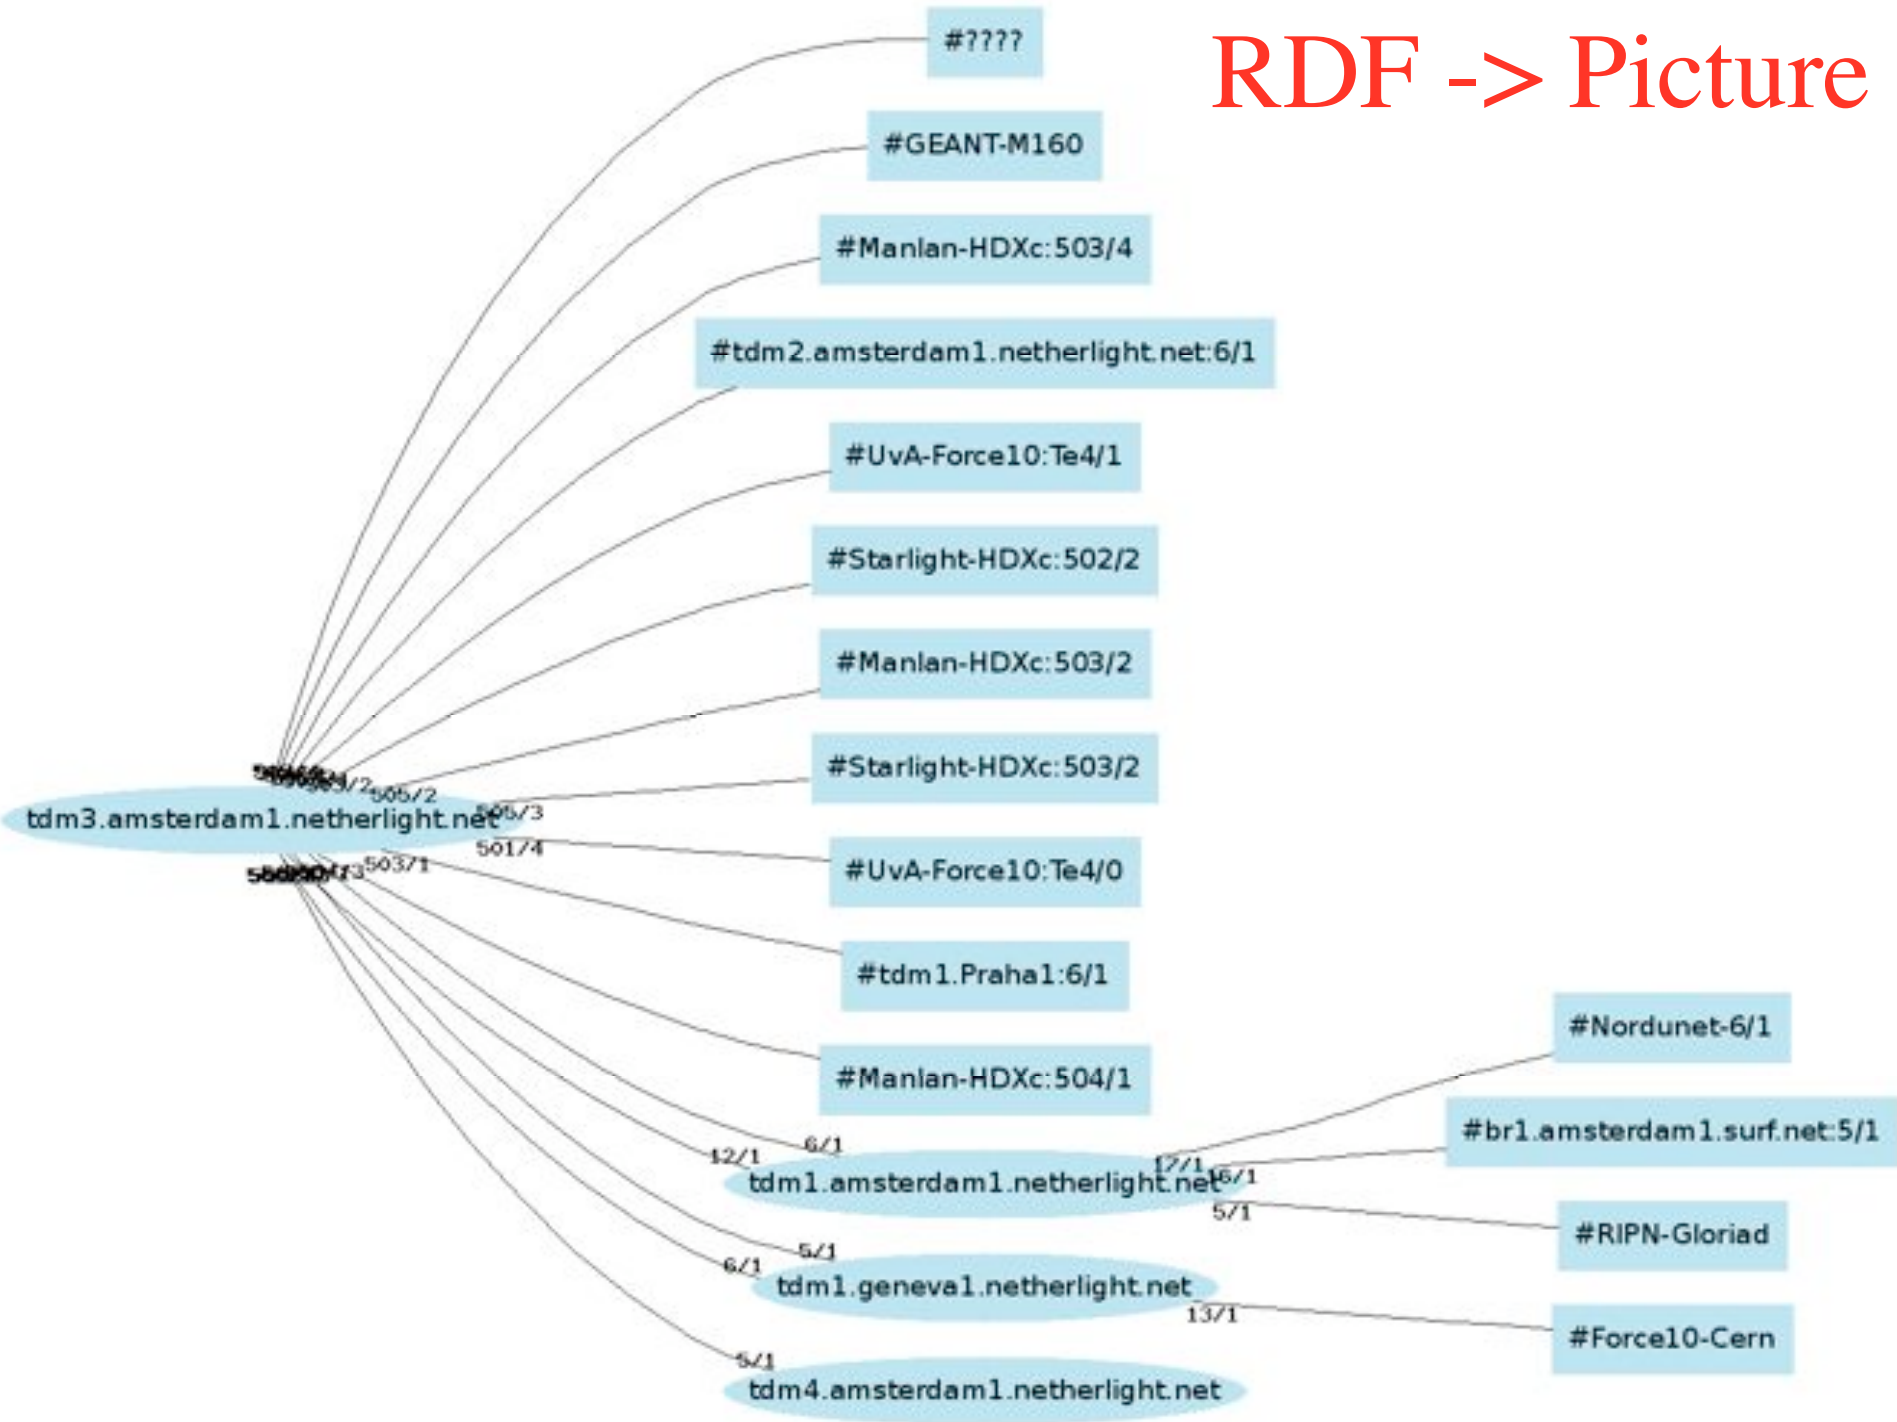 RDF -> Picture
#????
#GEANT-M160
#Manlan-HDXc:503/4
#tdm2.amsterdam1.netherlight.net:6/1
#UvA-Force10:Te4/1
#Starlight-HDXc:502/2
#Manlan-HDXc:503/2
#Starlight-HDXc:503/2
505/2
505/3
tdm3.amsterdam1.netherlight.net
501/4
503/1
#UvA-Force10:Te4/0
#tdm1.Praha1:6/1
#Manlan-HDXc:504/1
#Nordunet-6/1
#br1.amsterdam1.surf.net:5/1
6/1
12/1
17/1
16/1
tdm1.amsterdam1.netherlight.net
5/1
#RIPN-Gloriad
5/1
6/1
tdm1.geneva1.netherlight.net
13/1
#Force10-Cern
5/1
tdm4.amsterdam1.netherlight.net